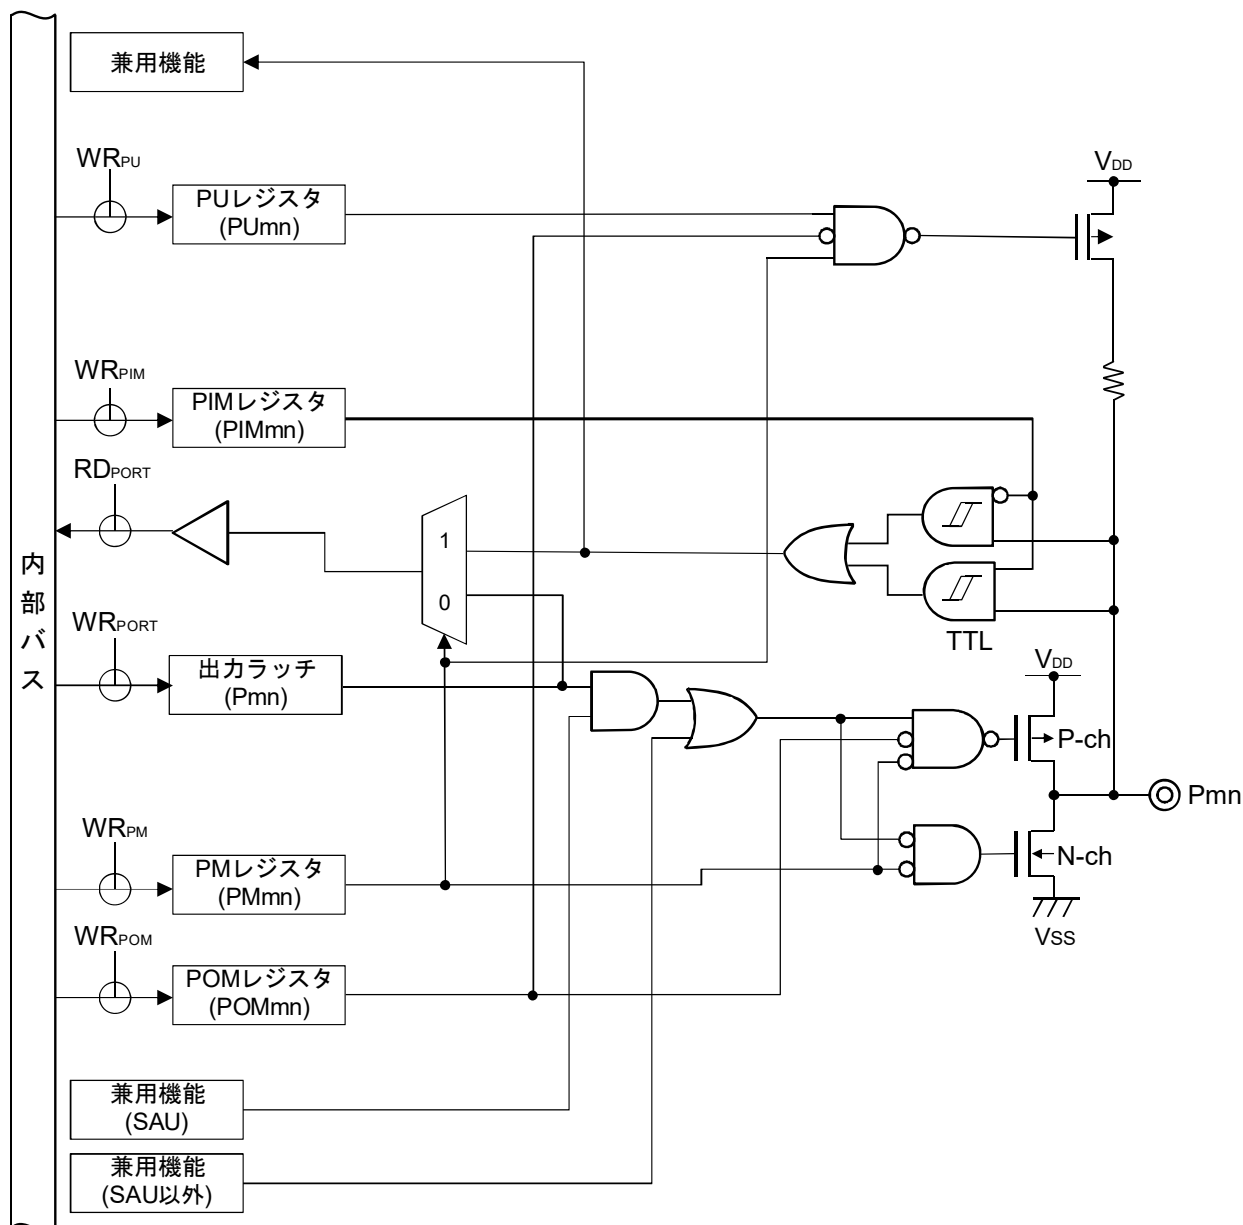 兼用機能
WRPU
PUレジスタ
(PUmn)
VDD
WRPIM
PIMレジスタ
(PIMmn)
RDPORT
1
0
TTL
内部バス
WRPORT
出力ラッチ
(Pmn)
VDD
P-ch
Pmn
WRPM
PMレジスタ
(PMmn)
N-ch
VSS
WRPOM
POMレジスタ
(POMmn)
兼用機能
(SAU)
兼用機能
(SAU以外)